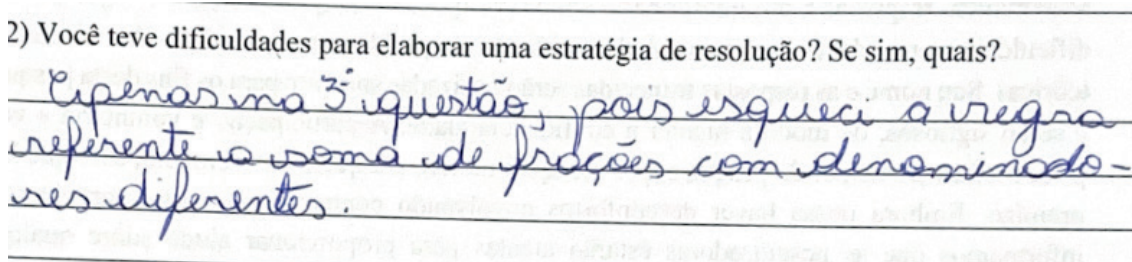 2) Você teve dificuldades para elaborar uma estratégia de resolução? Se sim, quais?
Apenas na 3ª questão, pois esqueci a regra
referente a soma de frações com denominado-
res diferentes.